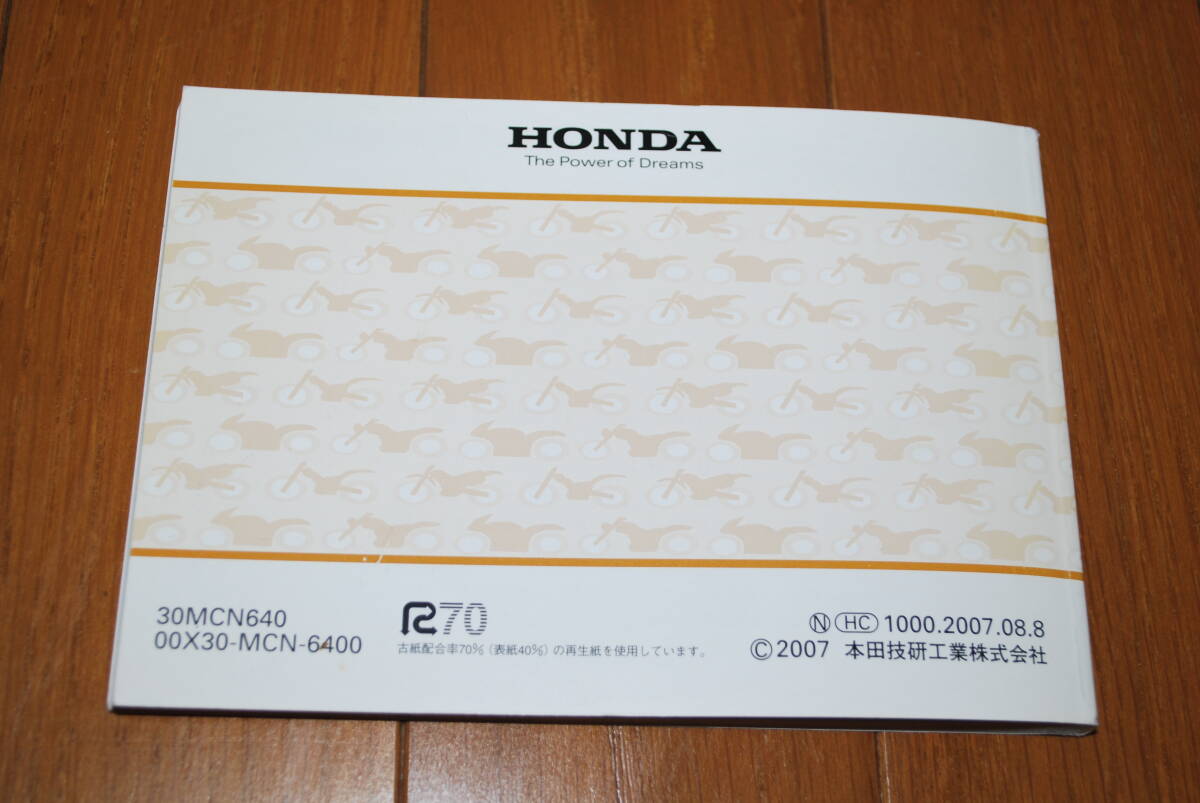 HONDA
The Power of Dreams
30MCN640
00X30-MCN-6400
R70
古紙配合率70%（表紙40%）の再生紙を使用しています。
Ⓝ HC 1000.2007.08.8
©2007 本田技研工業株式会社